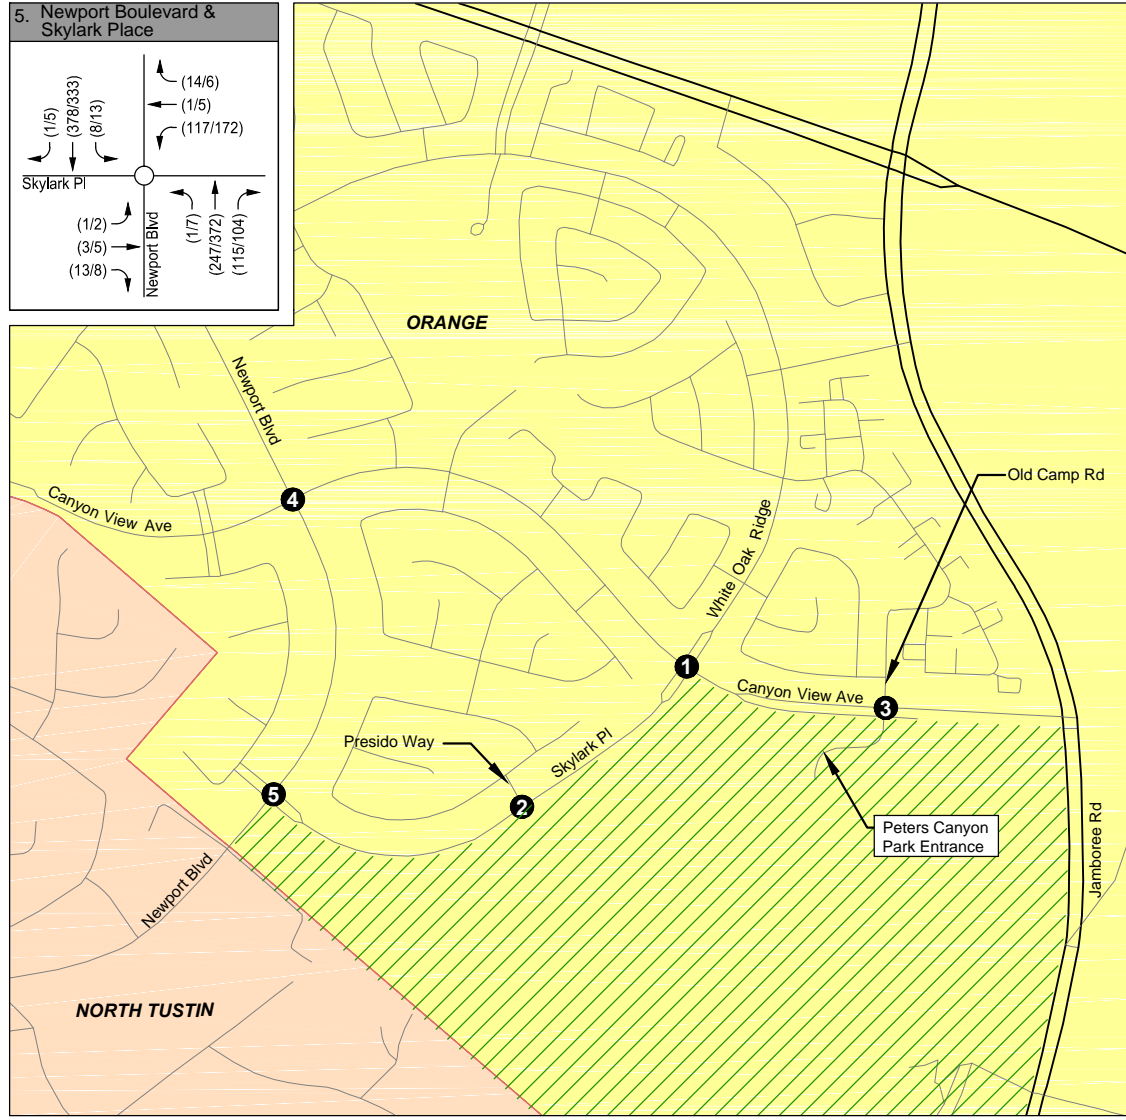 5. Newport Boulevard &
Skylark Place
(1/5)
(378/333)
(8/13)
(14/6)
(1/5)
(117/172)
Skylark Pl
(1/2)
(3/5)
(13/8)
Newport Blvd
(1/7)
(247/372)
(115/104)
ORANGE
Newport Blvd
Old Camp Rd
4
Canyon View Ave
White Oak Ridge
1
Canyon View Ave
3
Presido Way
Skylark Pl
5
2
Peters Canyon
Park Entrance
Jamboree Rd
Newport Blvd
NORTH TUSTIN